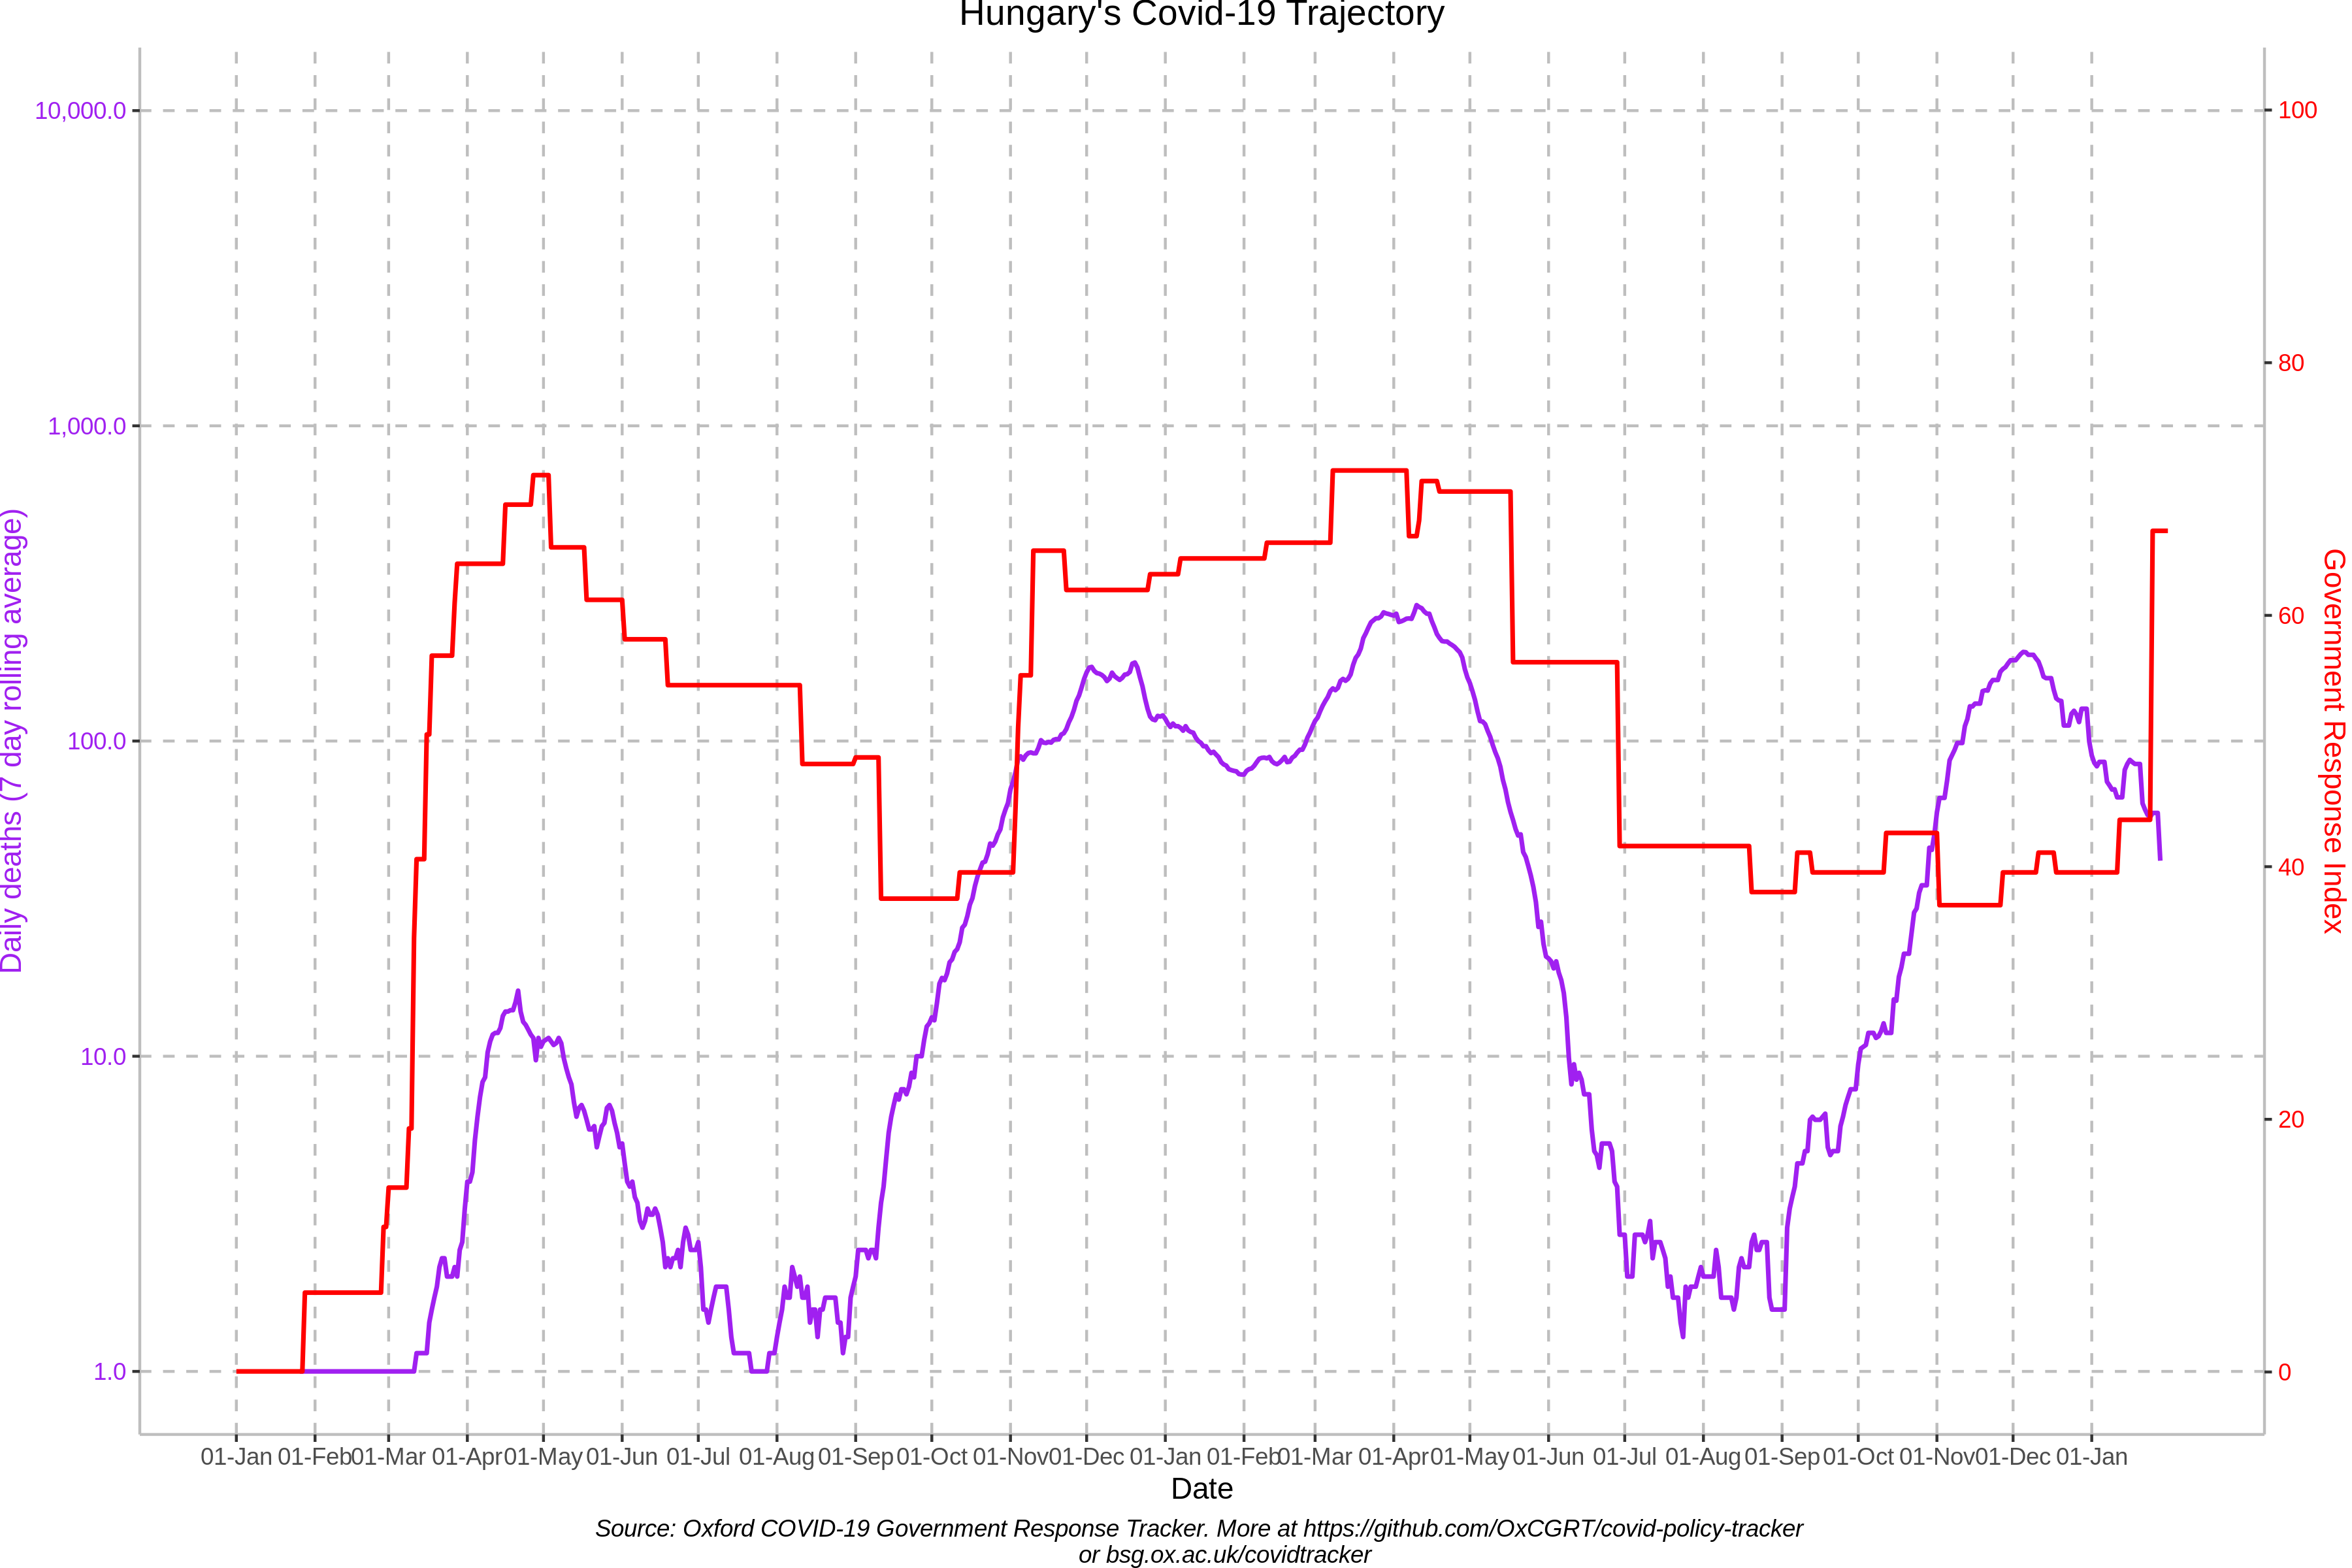 Hungary's Covid-19 Trajectory
10,000.0
1,000.0
100.0
10.0
1.0
Daily deaths (7 day rolling average)
100
80
60
40
20
0
Government Response Index
01-Jan 01-Feb 01-Mar 01-Apr 01-May 01-Jun 01-Jul 01-Aug 01-Sep 01-Oct 01-Nov 01-Dec 01-Jan 01-Feb 01-Mar 01-Apr 01-May 01-Jun 01-Jul 01-Aug 01-Sep 01-Oct 01-Nov 01-Dec 01-Jan
Date
Source: Oxford COVID-19 Government Response Tracker. More at https://github.com/OxCGRT/covid-policy-tracker
or bsg.ox.ac.uk/covidtracker